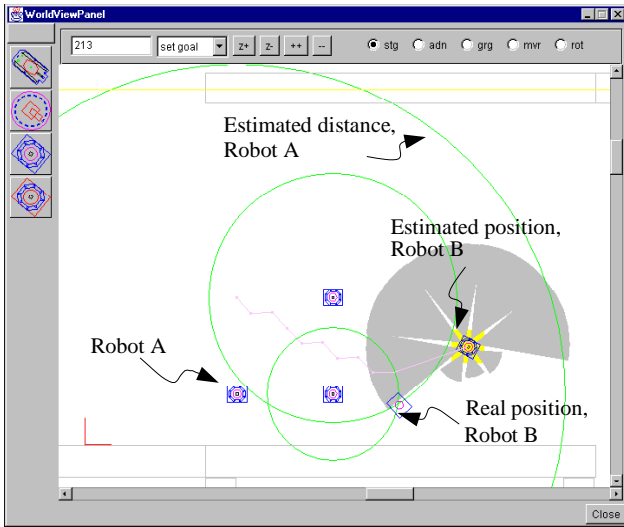 WorldViewPanel
213 set goal z+ z- ++ -- stg adn grg mvr rot
Estimated distance,
Robot A
Estimated position,
Robot B
Robot A
Real position,
Robot B
Close